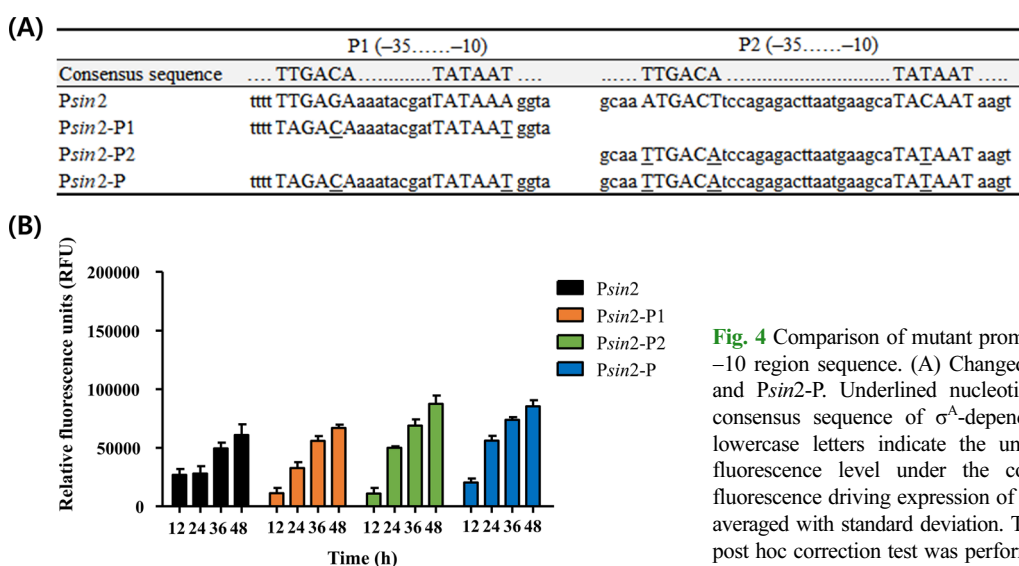 (A)
P1 (–35......–10) P2 (–35......–10)
Consensus sequence .... TTGACA..................TATAAT .... ......TTGACA........................................TATAAT .....
Psin2 tttt TTGAGAaaatacgatTATAAA ggta gcaa ATGACTtccagagacttaatgaagcaTACAAT aagt
Psin2-P1 tttt TAGACAaaatacgatTATAAT ggta
Psin2-P2 gcaa TTGACAtccagagacttaatgaagcaTATAAT aagt
Psin2-P tttt TAGACAaaatacgatTATAAT ggta gcaa TTGACAtccagagacttaatgaagcaTATAAT aagt
(B)
Relative fluorescence units (RFU)
200000
150000
100000
50000
0
12 24 36 48 12 24 36 48 12 24 36 48 12 24 36 48
Time (h)
Psin2
Psin2-P1
Psin2-P2
Psin2-P
Fig. 4 Comparison of mutant prom
–10 region sequence. (A) Changed
and Psin2-P. Underlined nucleoti
consensus sequence of σA-depend
lowercase letters indicate the un
fluorescence level under the co
fluorescence driving expression of
averaged with standard deviation. T
post hoc correction test was perform